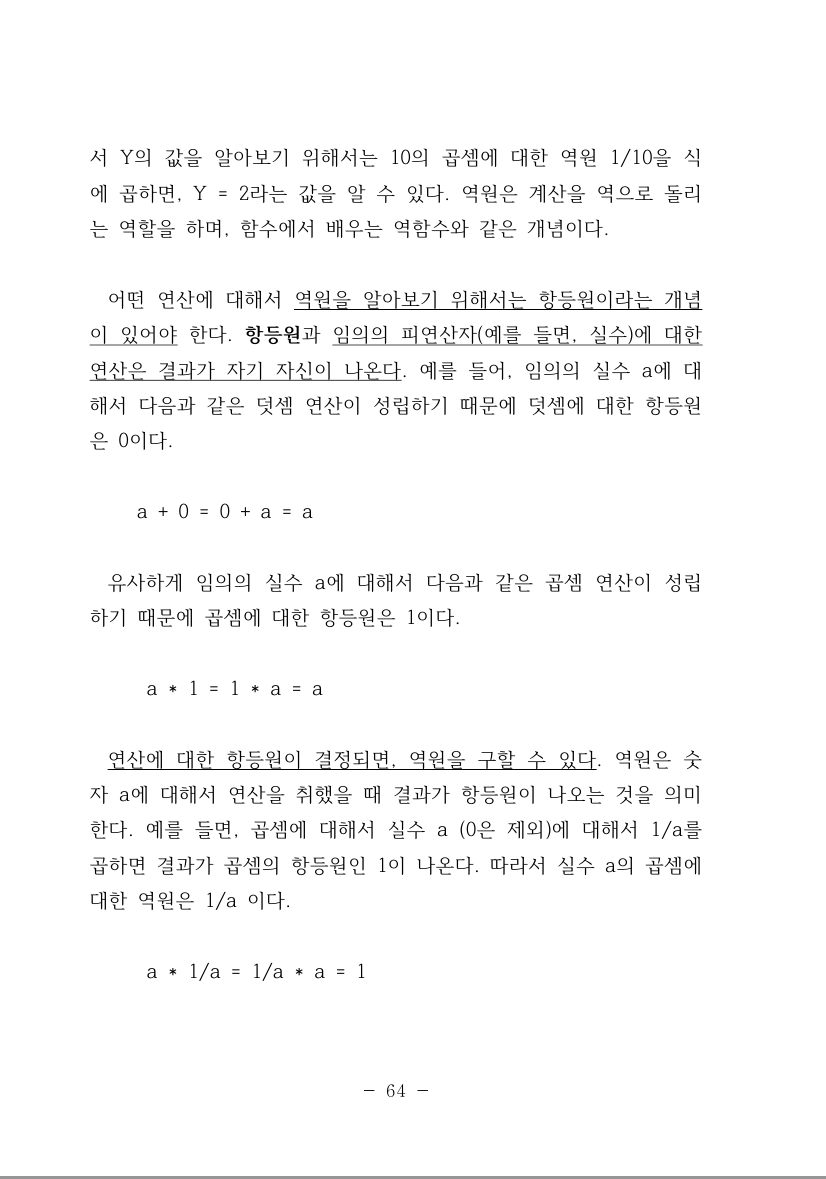 서 Y의 값을 알아보기 위해서는 10의 곱셈에 대한 역원 1/10을 식
에 곱하면, Y = 2라는 값을 알 수 있다. 역원은 계산을 역으로 돌리
는 역할을 하며, 함수에서 배우는 역함수와 같은 개념이다.
어떤 연산에 대해서 역원을 알아보기 위해서는 항등원이라는 개념
이 있어야 한다. 항등원과 임의의 피연산자(예를 들면, 실수)에 대한
연산은 결과가 자기 자신이 나온다. 예를 들어, 임의의 실수 a에 대
해서 다음과 같은 덧셈 연산이 성립하기 때문에 덧셈에 대한 항등원
은 0이다.
a + 0 = 0 + a = a
유사하게 임의의 실수 a에 대해서 다음과 같은 곱셈 연산이 성립
하기 때문에 곱셈에 대한 항등원은 1이다.
a * 1 = 1 * a = a
연산에 대한 항등원이 결정되면, 역원을 구할 수 있다. 역원은 숫
자 a에 대해서 연산을 취했을 때 결과가 항등원이 나오는 것을 의미
한다. 예를 들면, 곱셈에 대해서 실수 a (0은 제외)에 대해서 1/a를
곱하면 결과가 곱셈의 항등원인 1이 나온다. 따라서 실수 a의 곱셈에
대한 역원은 1/a 이다.
a * 1/a = 1/a * a = 1
- 64 -